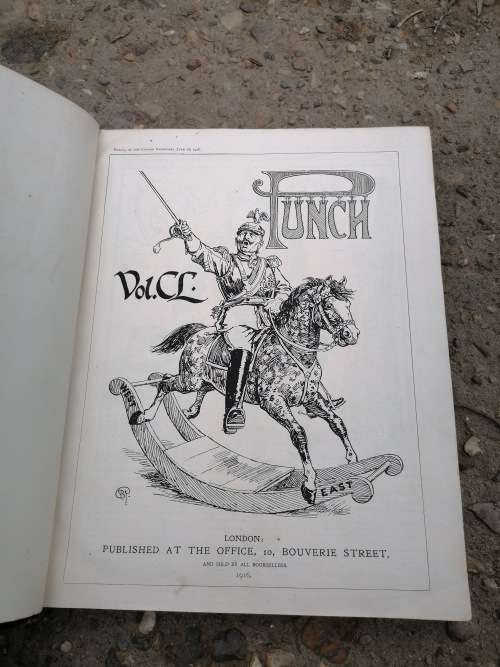 PUNCH
Vol. CL.
WEST
EAST
LONDON:
PUBLISHED AT THE OFFICE, 10, BOUVERIE STREET,
AND SOLD BY ALL BOOKSELLERS.
1916.